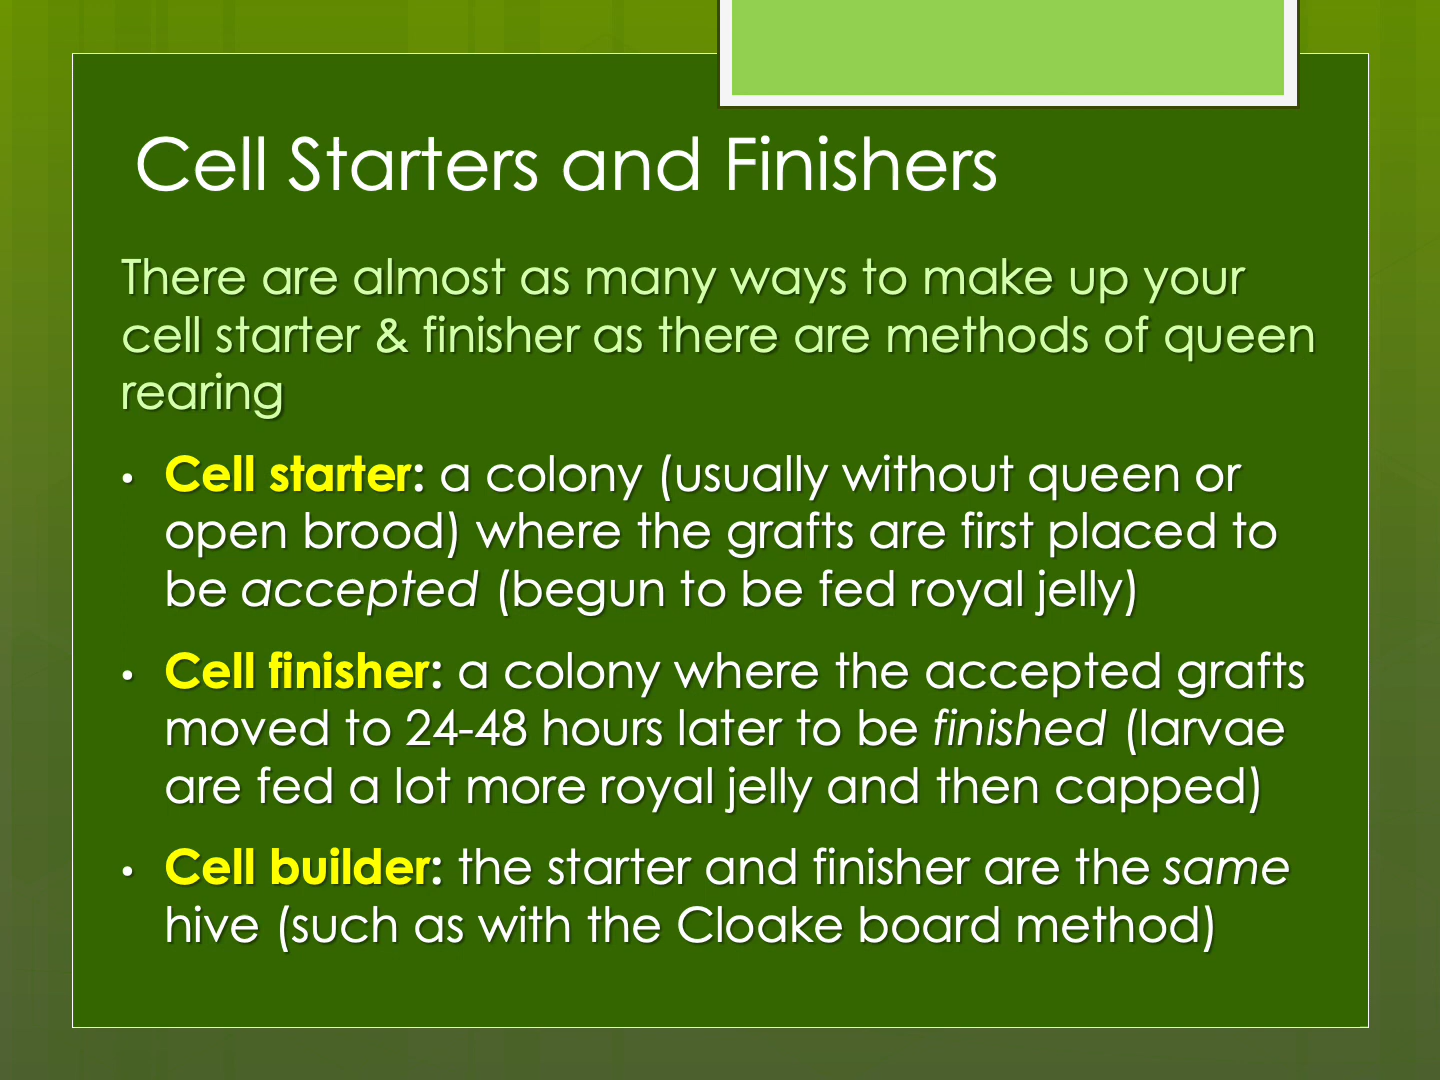 Cell Starters and Finishers
There are almost as many ways to make up your
cell starter & finisher as there are methods of queen
rearing
• Cell starter: a colony (usually without queen or
open brood) where the grafts are first placed to
be accepted (begun to be fed royal jelly)
• Cell finisher: a colony where the accepted grafts
moved to 24-48 hours later to be finished (larvae
are fed a lot more royal jelly and then capped)
• Cell builder: the starter and finisher are the same
hive (such as with the Cloake board method)